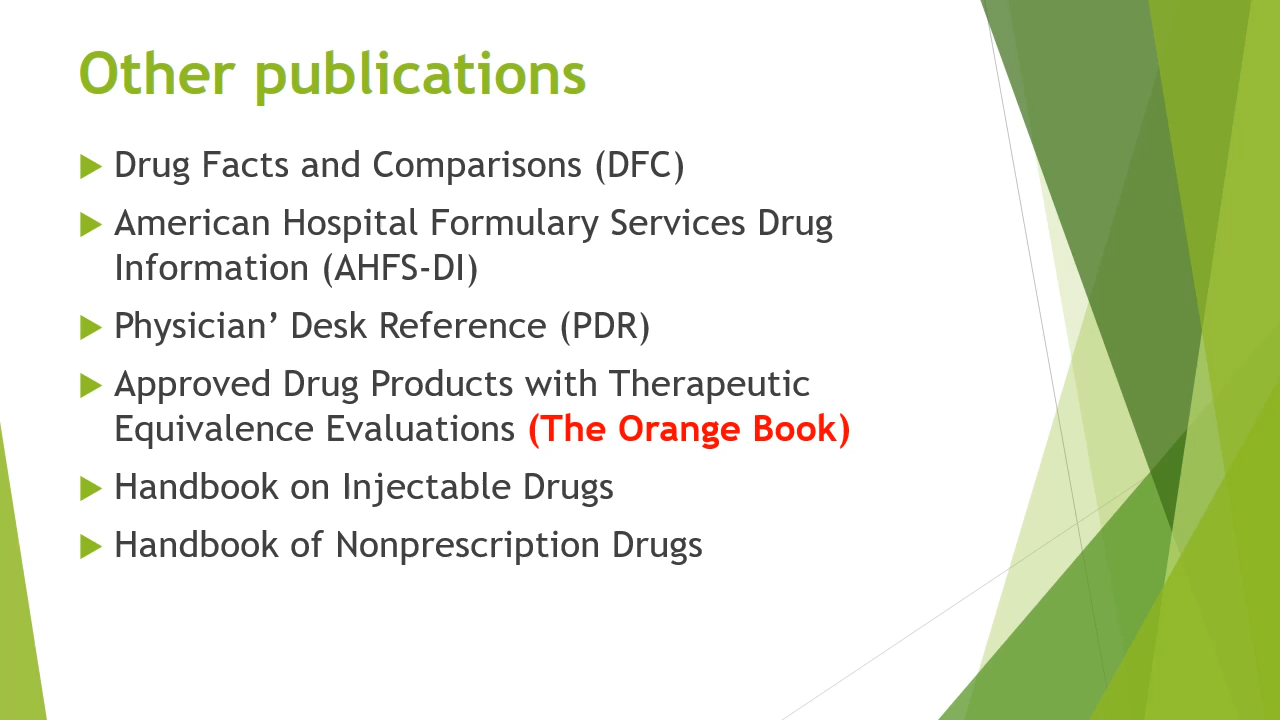 Other publications
Drug Facts and Comparisons (DFC)
American Hospital Formulary Services Drug
Information (AHFS-DI)
Physician’ Desk Reference (PDR)
Approved Drug Products with Therapeutic
Equivalence Evaluations (The Orange Book)
Handbook on Injectable Drugs
Handbook of Nonprescription Drugs